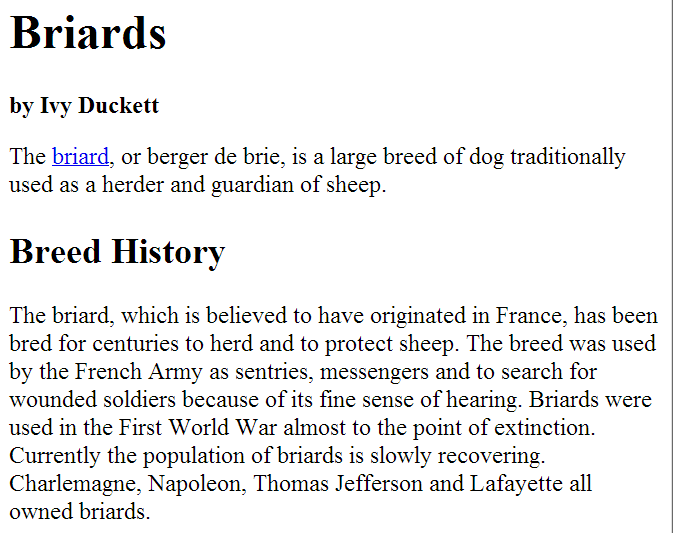 Briards
by Ivy Duckett
The briard, or berger de brie, is a large breed of dog traditionally
used as a herder and guardian of sheep.
Breed History
The briard, which is believed to have originated in France, has been
bred for centuries to herd and to protect sheep. The breed was used
by the French Army as sentries, messengers and to search for
wounded soldiers because of its fine sense of hearing. Briards were
used in the First World War almost to the point of extinction.
Currently the population of briards is slowly recovering.
Charlemagne, Napoleon, Thomas Jefferson and Lafayette all
owned briards.